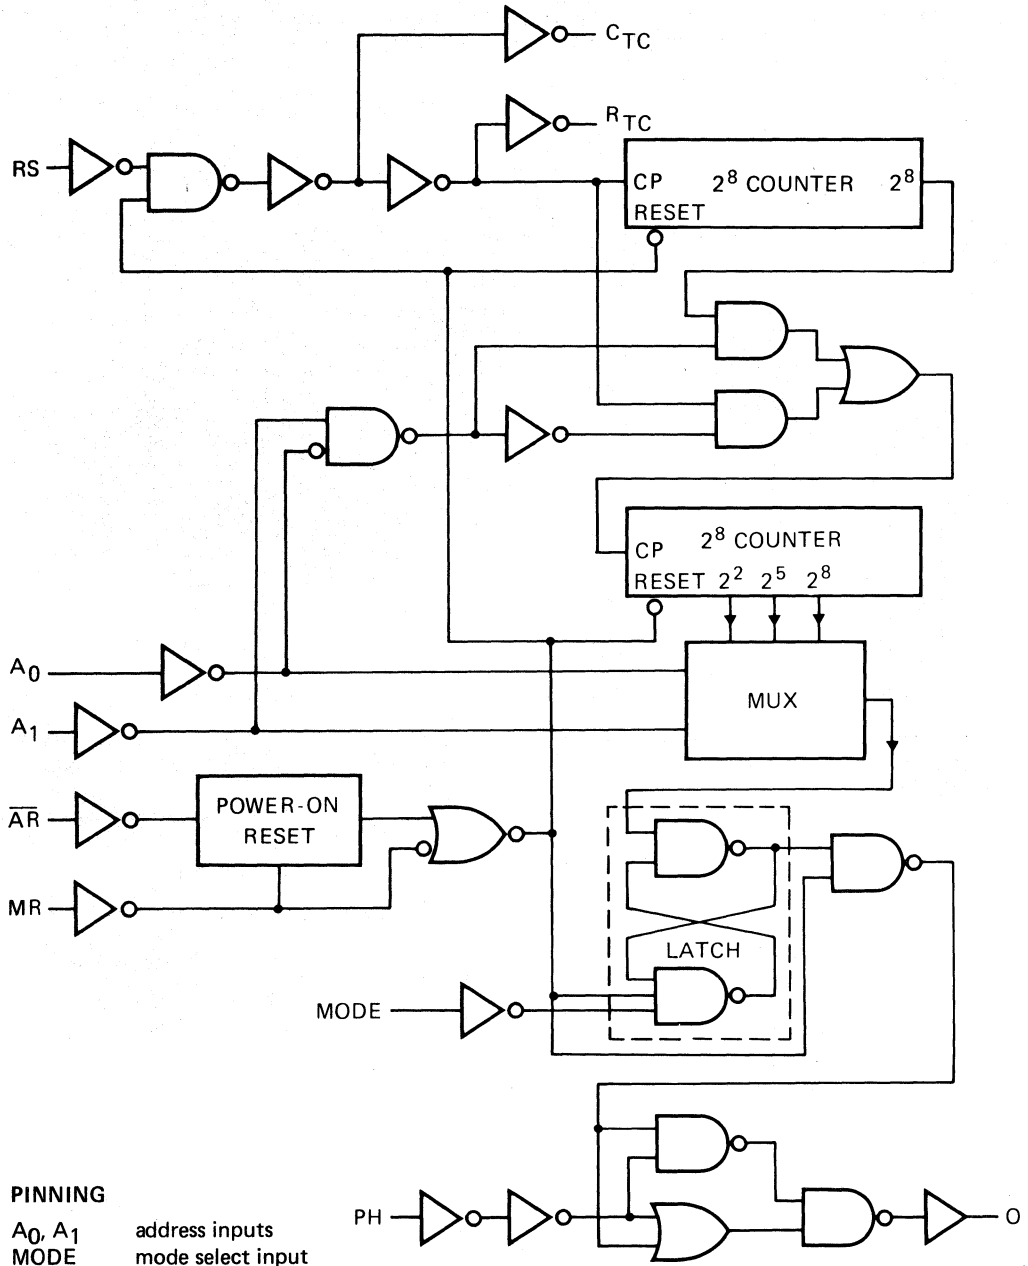 C_TC
R_TC
RS
CP
2^8 COUNTER
2^8
RESET
2^8 COUNTER
CP
RESET 2^2 2^5 2^8
A_0
MUX
A_1
POWER-ON
RESET
A̅R̅
MR
LATCH
MODE
PINNING
PH
O
A_0, A_1 address inputs
MODE mode select input